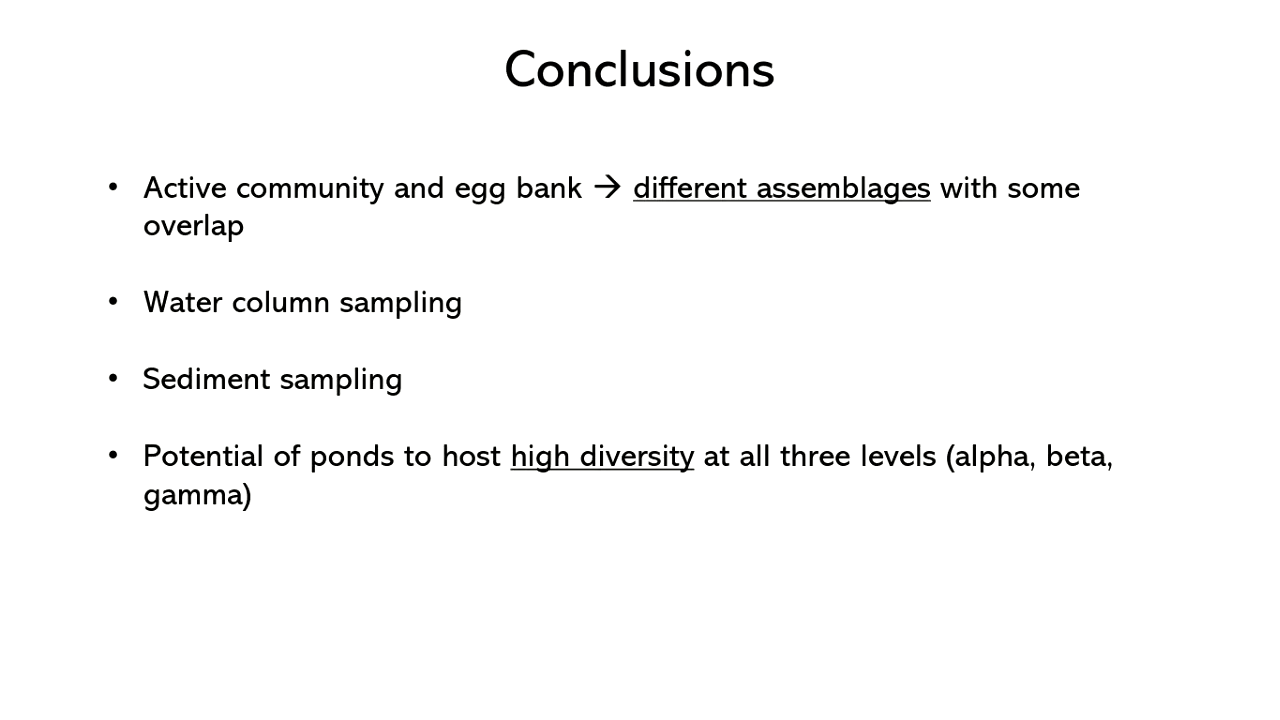 Conclusions
• Active community and egg bank → different assemblages with some
overlap
• Water column sampling
• Sediment sampling
• Potential of ponds to host high diversity at all three levels (alpha, beta,
gamma)